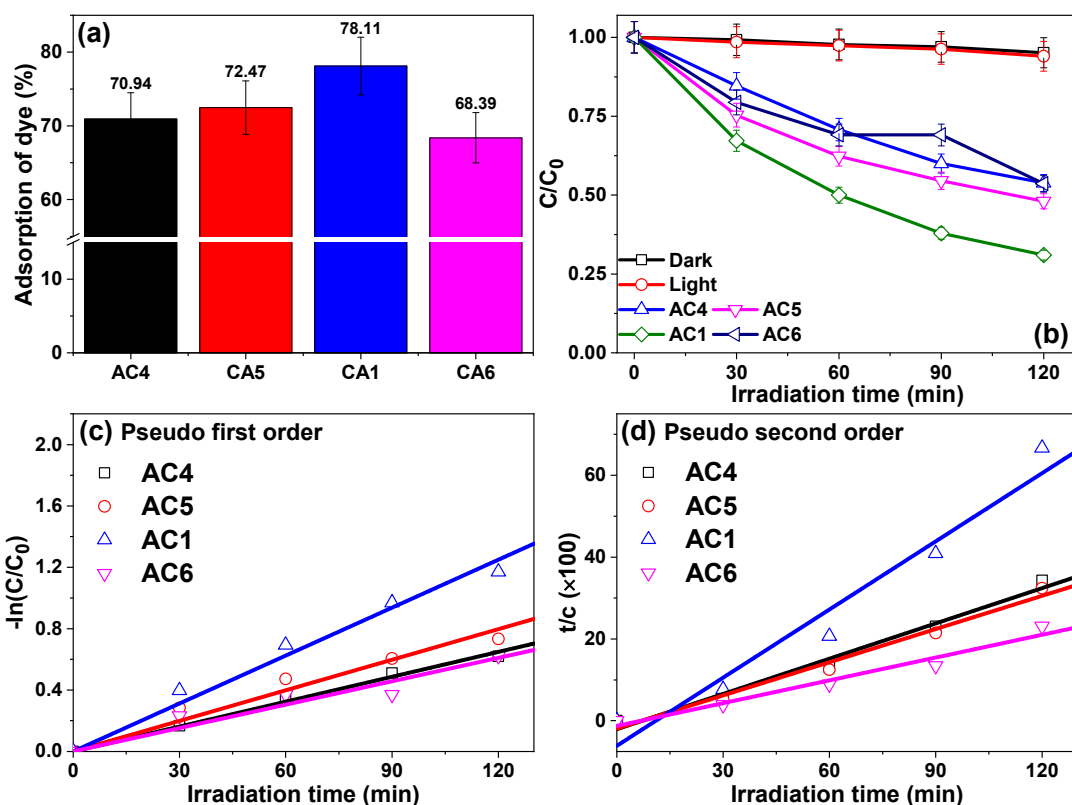 (a)
70.94
72.47
78.11
68.39
80
70
60
10
0
Adsorption of dye (%)
AC4 CA5 CA1 CA6
(b)
1.00
0.75
0.50
0.25
0.00
C/C0
Dark
Light
AC4 AC5
AC1 AC6
0 30 60 90 120
Irradiation time (min)
(c) Pseudo first order
AC4
AC5
AC1
AC6
2.0
1.6
1.2
0.8
0.4
0.0
-ln(C/C0)
0 30 60 90 120
Irradiation time (min)
(d) Pseudo second order
AC4
AC5
AC1
AC6
60
40
20
0
t/c (×100)
0 30 60 90 120
Irradiation time (min)